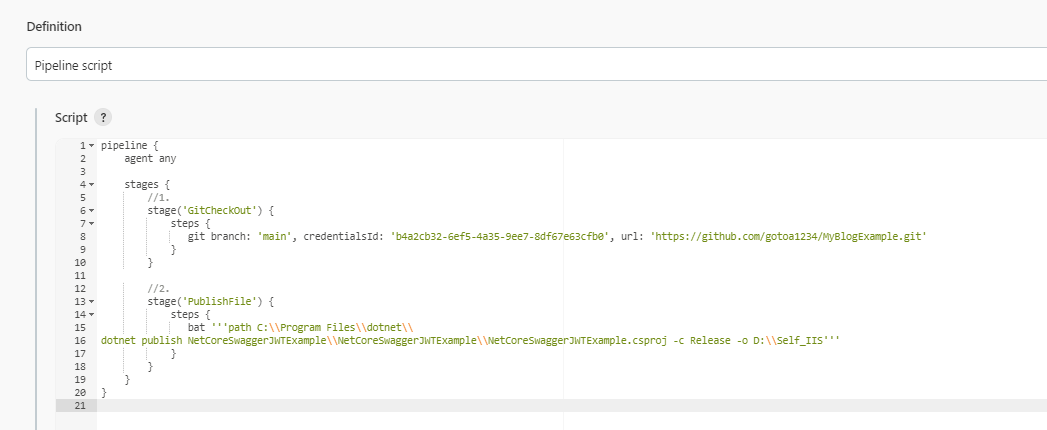 Definition
Pipeline script
Script ?
1 pipeline {
2     agent any
3
4     stages {
5         //1.
6         stage('GitCheckOut') {
7             steps {
8                git branch: 'main', credentialsId: 'b4a2cb32-6ef5-4a35-9ee7-8df67e63cfb0', url: 'https://github.com/gotoa1234/MyBlogExample.git'
9             }
10         }
11
12         //2.
13         stage('PublishFile') {
14             steps {
15                bat '''path C:\\Program Files\\dotnet\\
16 dotnet publish NetCoreSwaggerJWTExample\\NetCoreSwaggerJWTExample\\NetCoreSwaggerJWTExample.csproj -c Release -o D:\\Self_IIS'''
17             }
18         }
19     }
20 }
21